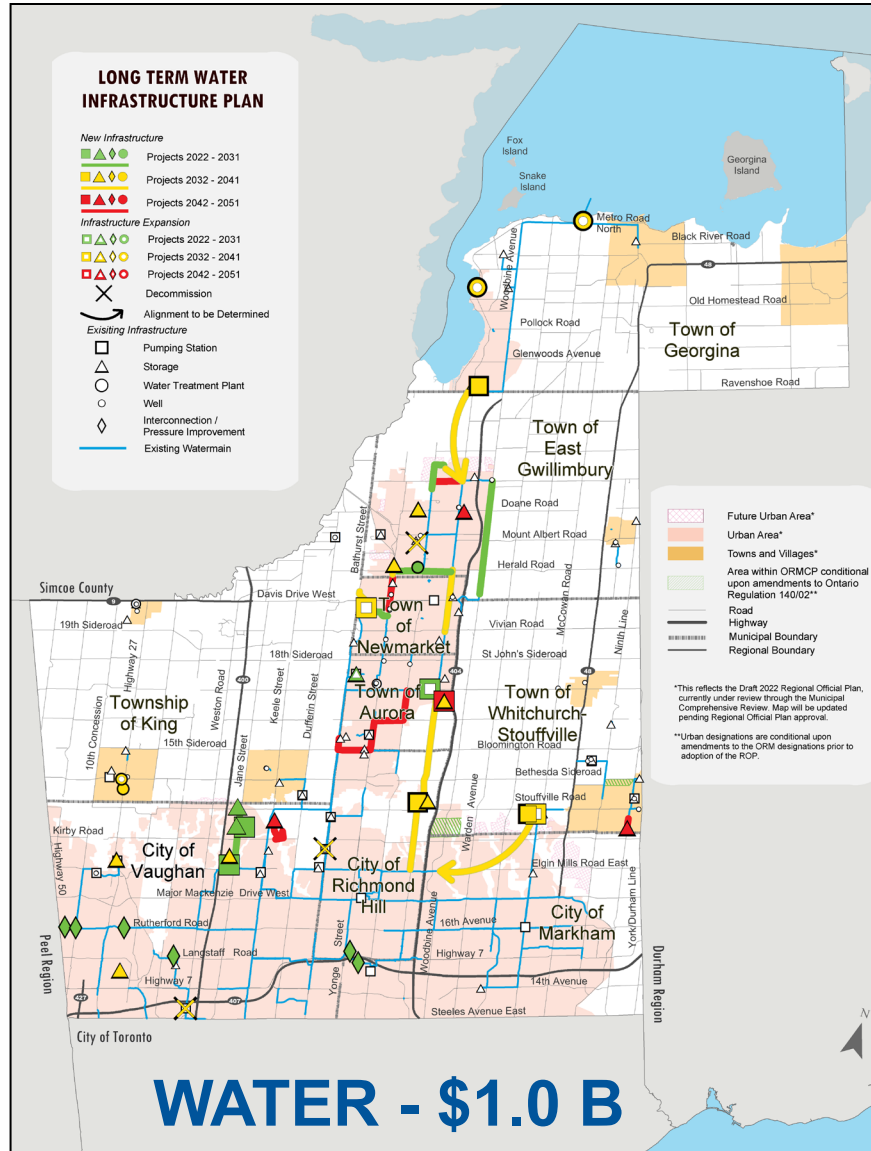 LONG TERM WATER
INFRASTRUCTURE PLAN
New Infrastructure
Projects 2022 - 2031
Projects 2032 - 2041
Projects 2042 - 2051
Infrastructure Expansion
Projects 2022 - 2031
Projects 2032 - 2041
Projects 2042 - 2051
Decommission
Alignment to be Determined
Exisiting Infrastructure
Pumping Station
Storage
Water Treatment Plant
Well
Interconnection /
Pressure Improvement
Existing Watermain
Fox
Island
Snake
Island
Georgina
Island
Metro Road
North
Black River Road
48
Woodbine Avenue
Old Homestead Road
Pollock Road
Town of
Georgina
Glenwoods Avenue
Ravenshoe Road
Town of
East
Gwillimbury
Doane Road
Mount Albert Road
Herald Road
Bathurst Street
McCowan Road
Ninth Line
Future Urban Area*
Urban Area*
Towns and Villages*
Area within ORMCP conditional
upon amendments to Ontario
Regulation 140/02**
Road
Highway
Municipal Boundary
Regional Boundary
*This reflects the Draft 2022 Regional Official Plan,
currently under review through the Municipal
Comprehensive Review. Map will be updated
pending Regional Official Plan approval.
**Urban designations are conditional upon
amendments to the ORM designations prior to
adoption of the ROP.
Simcoe County
9
Davis Drive West
19th Sideroad
Highway 27
Town
of
Newmarket
Vivian Road
18th Sideroad
St John's Sideroad
400
404
48
Weston Road
Keele Street
Dufferin Street
Township
of King
10th Concession
15th Sideroad
Town of
Aurora
Town of
Whitchurch-
Stouffville
Bloomington Road
Bethesda Sideroad
Jane Street
Stouffville Road
Warden Avenue
Kirby Road
City of
Vaughan
Highway 50
Major Mackenzie Drive West
City of
Richmond
Hill
Elgin Mills Road East
Rutherford Road
16th Avenue
City of
Markham
York/Durham Line
Langstaff Road
Yonge Street
Woodbine Avenue
Highway 7
Highway 7
14th Avenue
Peel Region
427
407
Steeles Avenue East
Durham Region
City of Toronto
N
WATER - $1.0 B